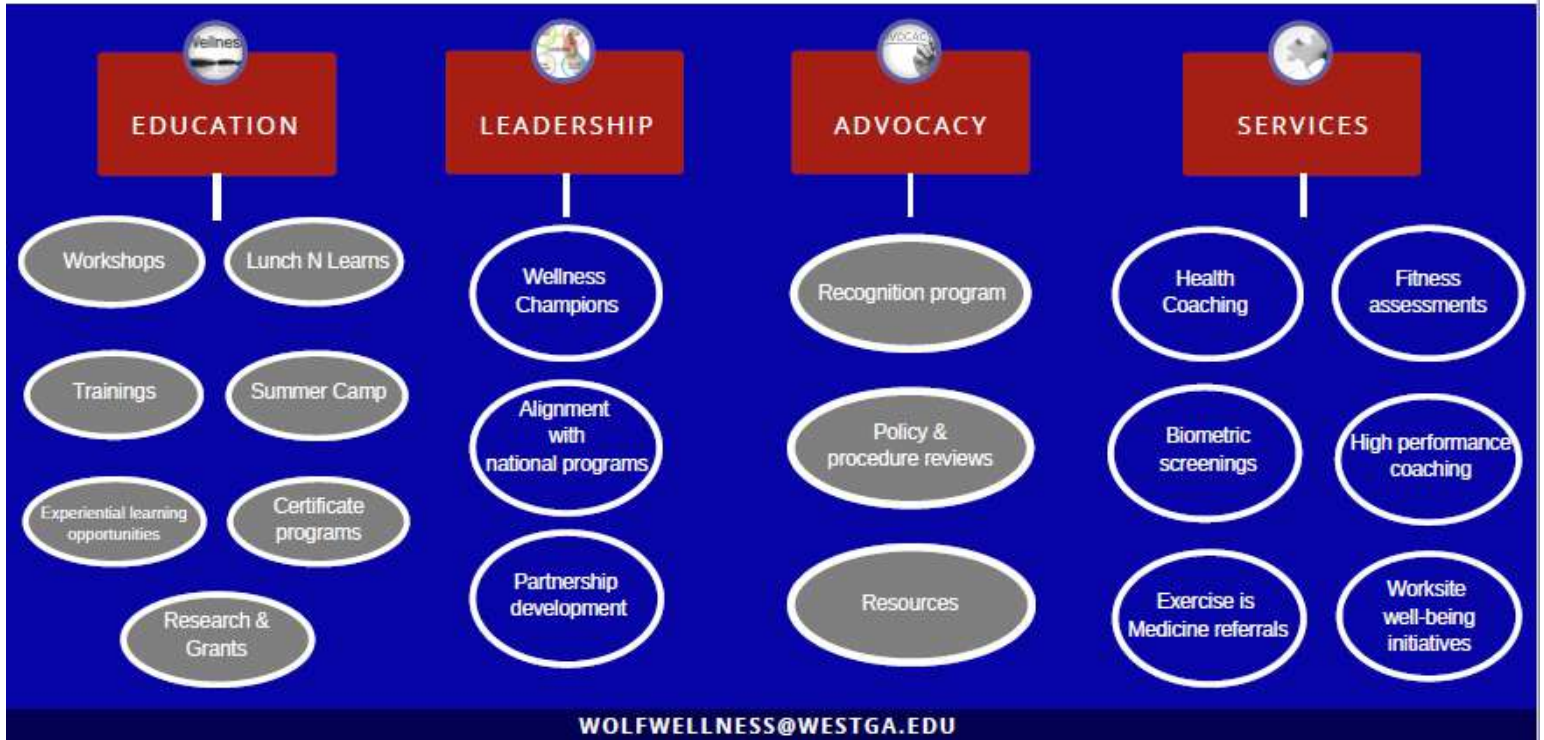 Wellness
EDUCATION
Workshops
Lunch N Learns
Trainings
Summer Camp
Experiential learning
opportunities
Certificate
programs
Research &
Grants
LEADERSHIP
Wellness
Champions
Alignment
with
national programs
Partnership
development
ADVOCACY
Recognition program
Policy &
procedure reviews
Resources
SERVICES
Health
Coaching
Fitness
assessments
Biometric
screenings
High performance
coaching
Exercise is
Medicine referrals
Worksite
well-being
initiatives
WOLFWELLNESS@WESTGA.EDU